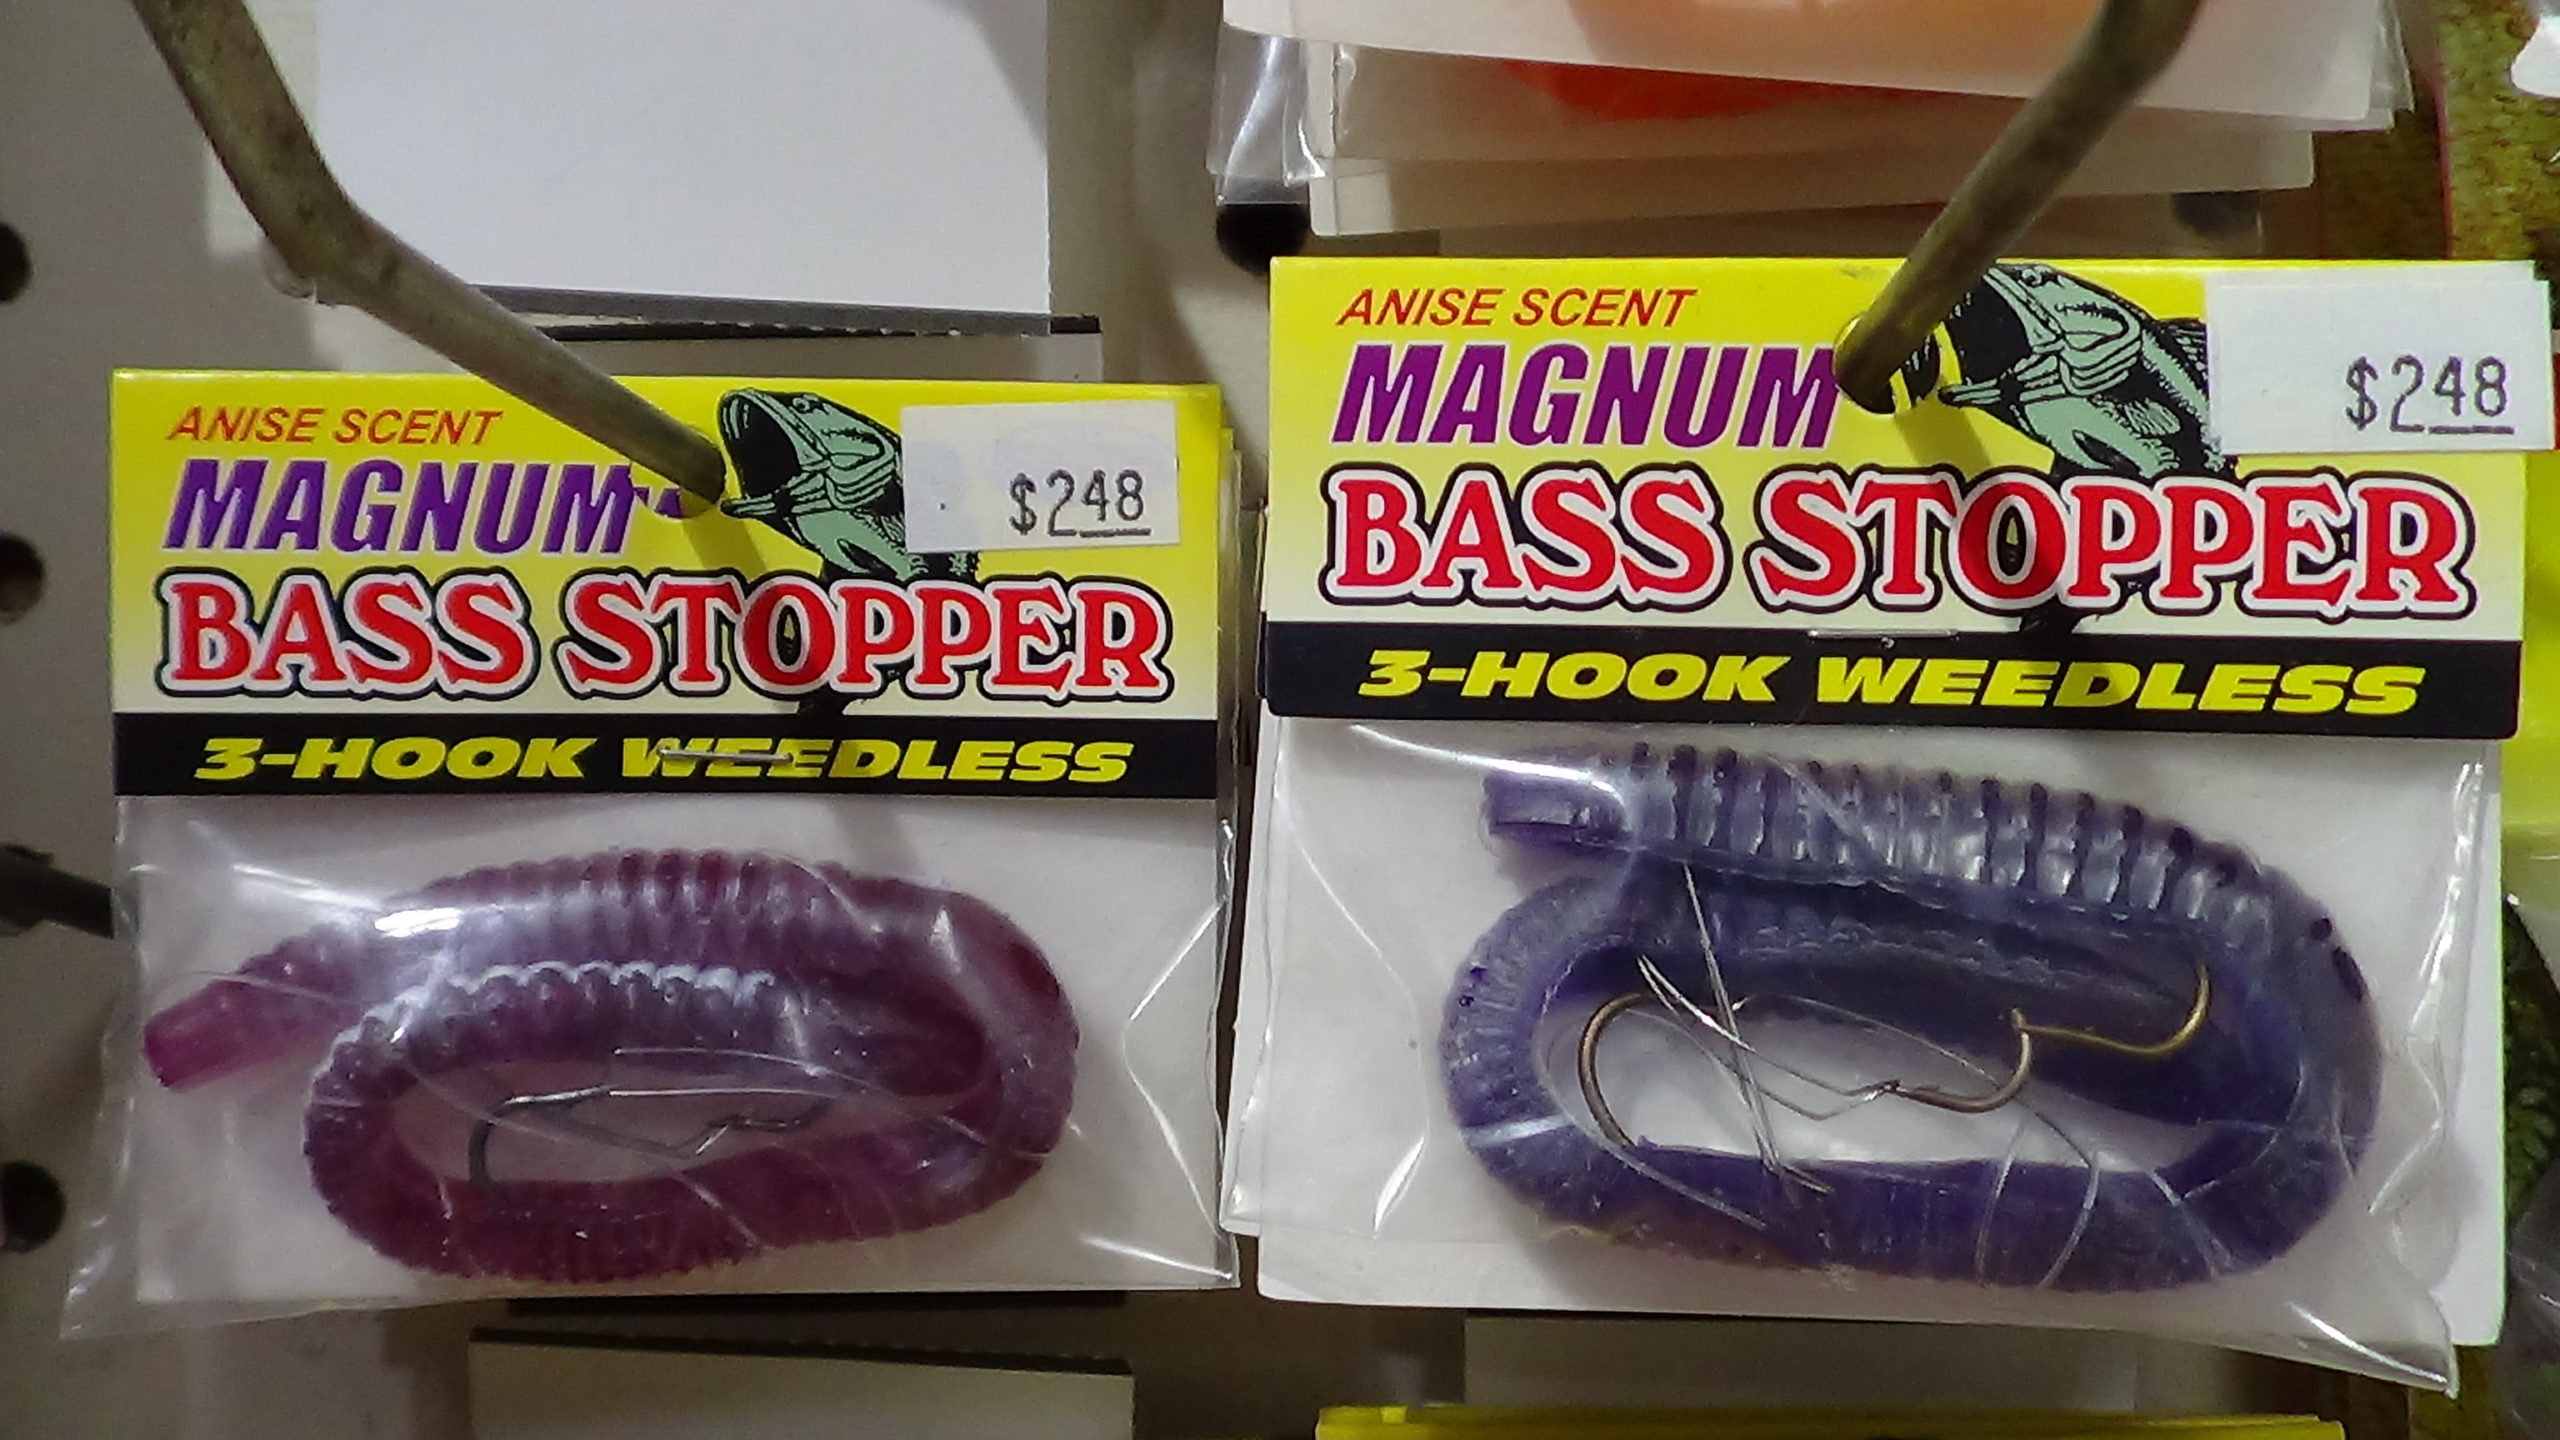 ANISE SCENT
MAGNUM
BASS STOPPER
3-HOOK WEEDLESS
$248
ANISE SCENT
MAGNUM
BASS STOPPER
3-HOOK WEEDLESS
$248